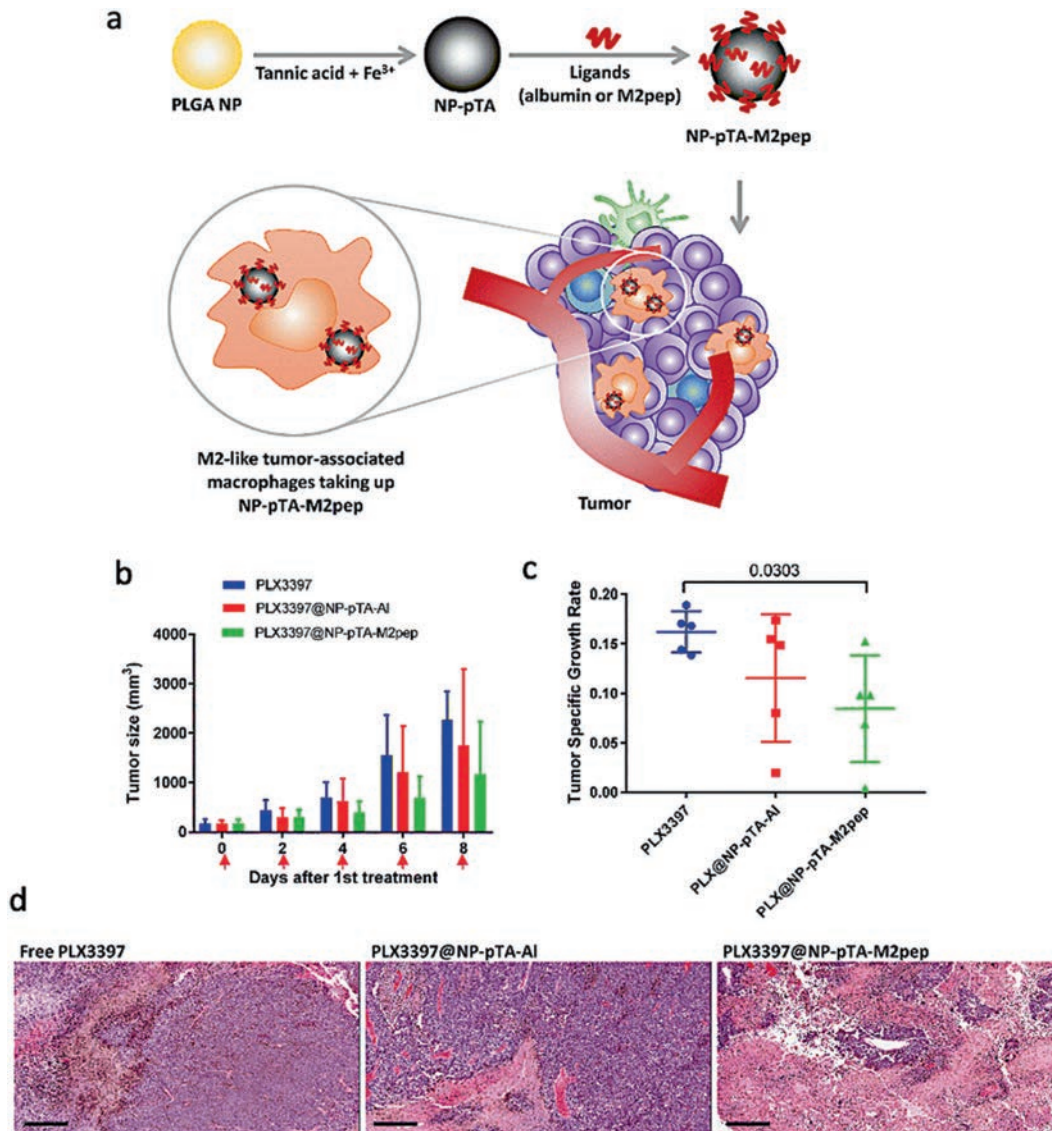 a
PLGA NP
Tannic acid + Fe³⁺
NP-pTA
Ligands
(albumin or M2pep)
NP-pTA-M2pep
M2-like tumor-associated
macrophages taking up
NP-pTA-M2pep
Tumor
b
PLX3397
PLX3397@NP-pTA-Al
PLX3397@NP-pTA-M2pep
Tumor size (mm³)
4000
3000
2000
1000
0
0 2 4 6 8
Days after 1st treatment
c
0.0303
Tumor Specific Growth Rate
0.20
0.15
0.10
0.05
0.00
PLX3397
PLX@NP-pTA-Al
PLX@NP-pTA-M2pep
d
Free PLX3397
PLX3397@NP-pTA-Al
PLX3397@NP-pTA-M2pep